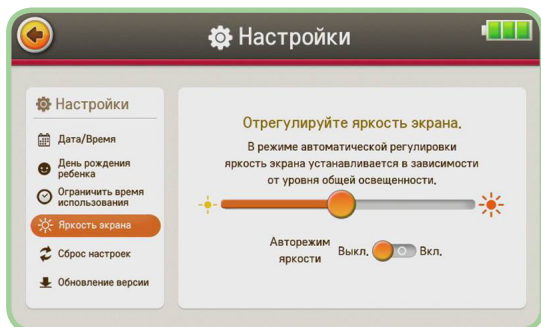 Настройки
Настройки
Дата/Время
День рождения
ребенка
Ограничить время
использования
Яркость экрана
Сброс настроек
Обновление версии
Отрегулируйте яркость экрана.
В режиме автоматической регулировки
яркость экрана устанавливается в зависимости
от уровня общей освещенности.
Авторежим
яркости
Выкл. Вкл.